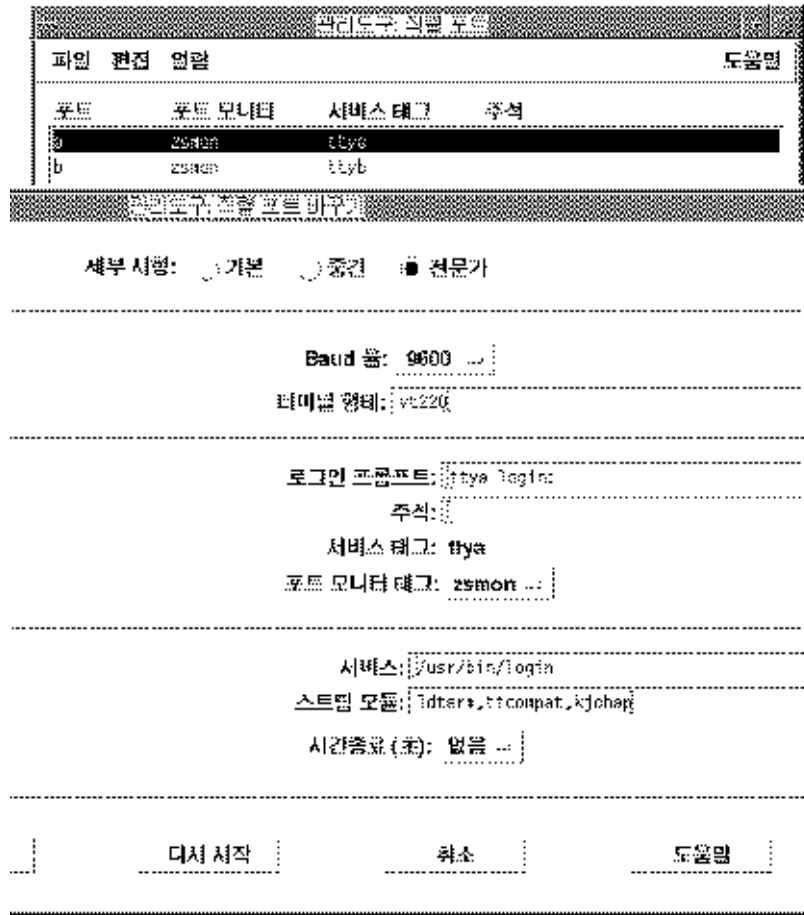 관리도구: 직렬 포트
파일 편집 열람 도움말
포트 포트 모니터 서비스 태그 주석
zsmon
b zsmon ttyb
관리도구: 직렬 포트 바꾸기
세부 사항: 기본 중간 전문가
Baud 율: 9600
터미널 형태: vt220
로그인 프롬프트: ttya login:
주석:
서비스 태그: ttya
포트 모니터 태그: zsmon
서비스: /usr/bin/login
스트림 모듈: ldterm,ttcompat,
시간종료 (초): 없음
다시 시작 취소 도움말